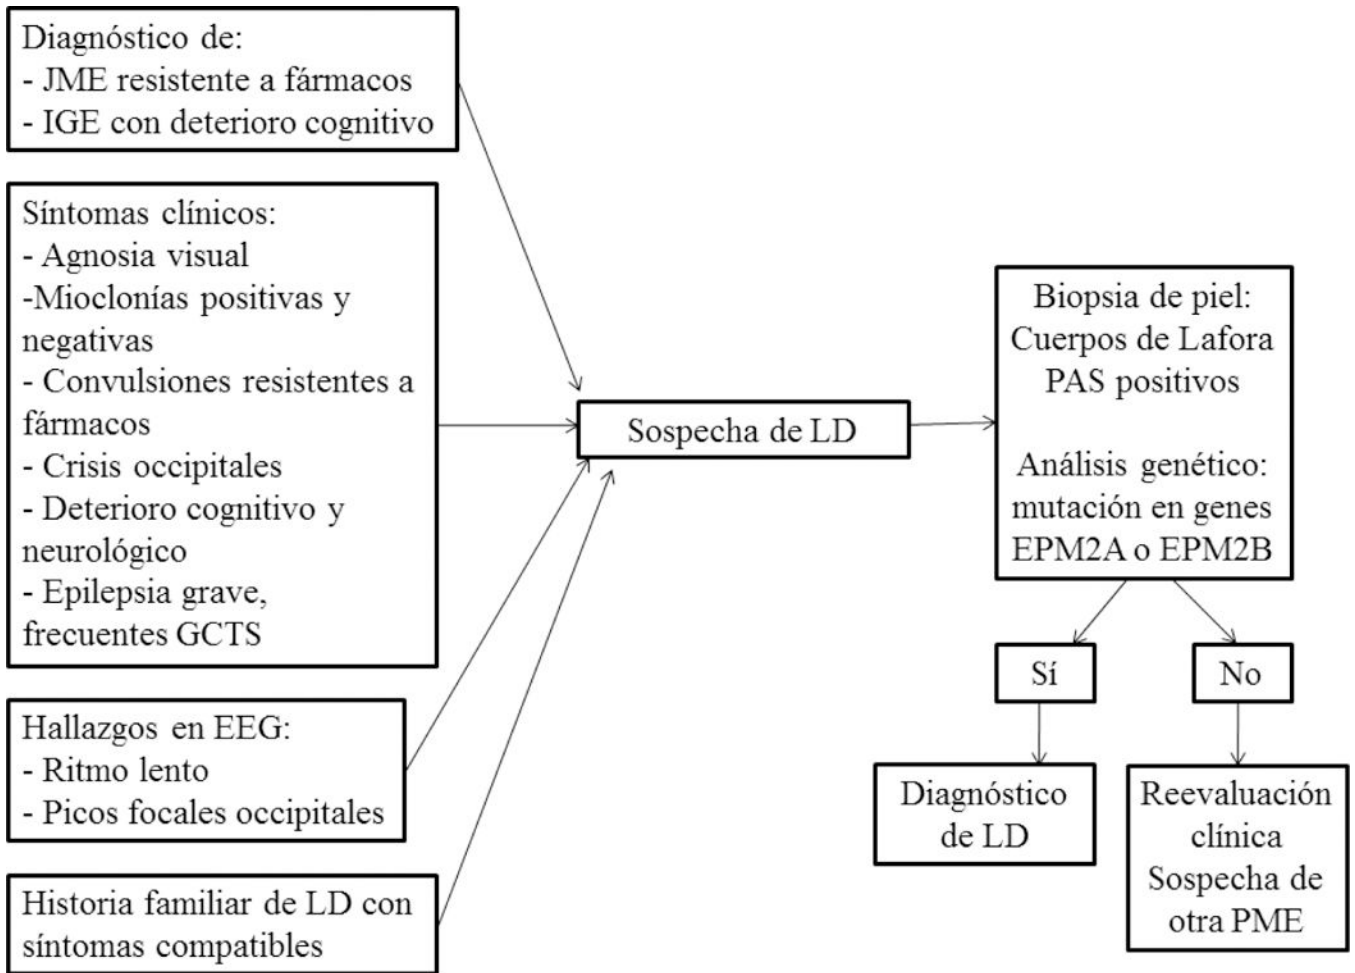 Diagnóstico de:
- JME resistente a fármacos
- IGE con deterioro cognitivo
Síntomas clínicos:
- Agnosia visual
-Mioclonías positivas y
negativas
- Convulsiones resistentes a
fármacos
- Crisis occipitales
- Deterioro cognitivo y
neurológico
- Epilepsia grave,
frecuentes GCTS
Hallazgos en EEG:
- Ritmo lento
- Picos focales occipitales
Historia familiar de LD con
síntomas compatibles
Sospecha de LD
Biopsia de piel:
Cuerpos de Lafora
PAS positivos
Análisis genético:
mutación en genes
EPM2A o EPM2B
Sí
No
Diagnóstico
de LD
Reevaluación
clínica
Sospecha de
otra PME